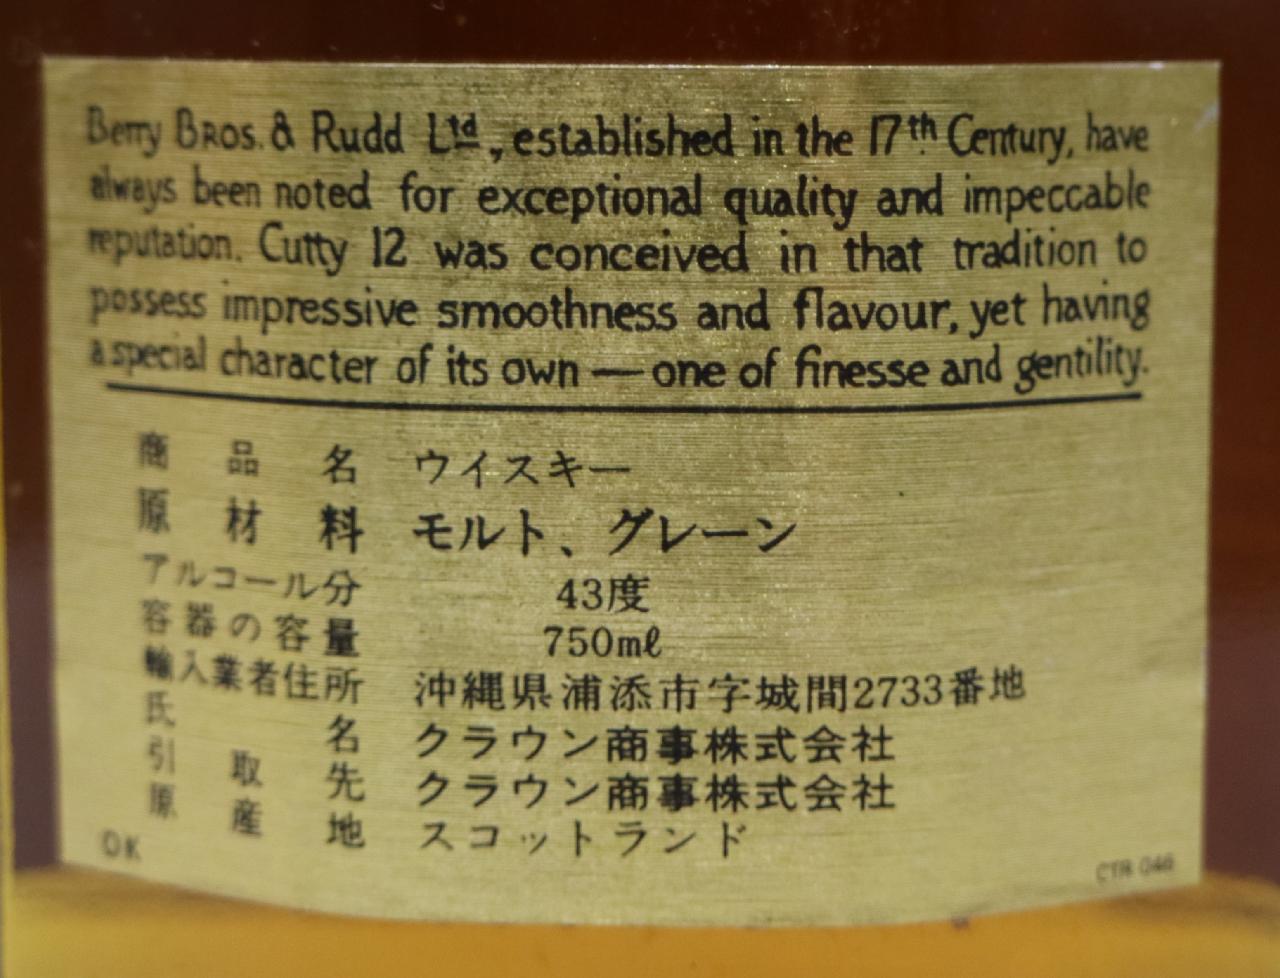 Berry Bros. & Rudd Ltd, established in the 17th Century, have
always been noted for exceptional quality and impeccable
reputation. Cutty 12 was conceived in that tradition to
possess impressive smoothness and flavour, yet having
a special character of its own — one of finesse and gentility.
商品名 ウイスキー
原材料 モルト、グレーン
アルコール分 43度
容器の容量 750mℓ
輸入業者住所 沖縄県浦添市字城間2733番地
氏名 クラウン商事株式会社
引取先 クラウン商事株式会社
原産地 スコットランド
OK CTR 046